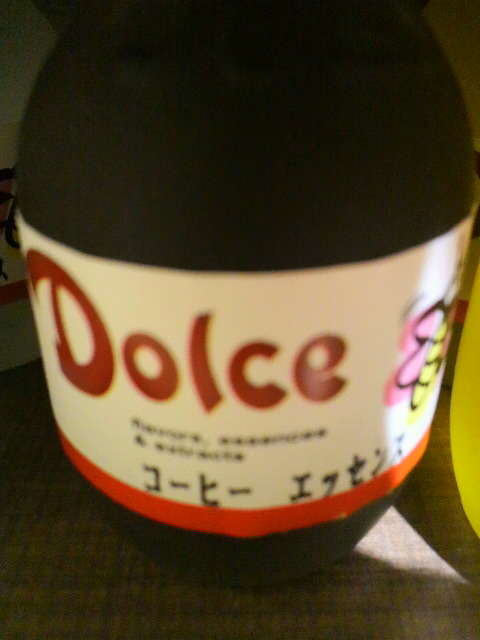 Dolce
flavors, essences
& extracts
コーヒー エッセンス